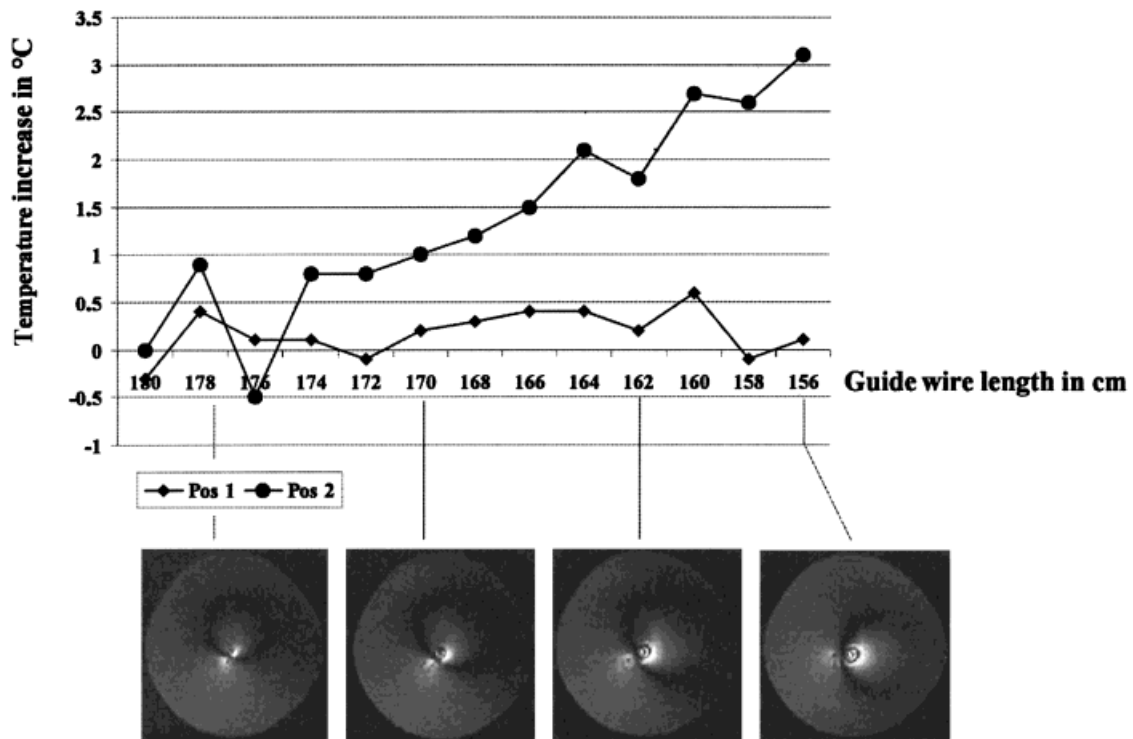 Temperature increase in °C
3.5
3
2.5
2
1.5
1
0.5
0
-0.5
-1
180 178 176 174 172 170 168 166 164 162 160 158 156
Guide wire length in cm
Pos 1 Pos 2